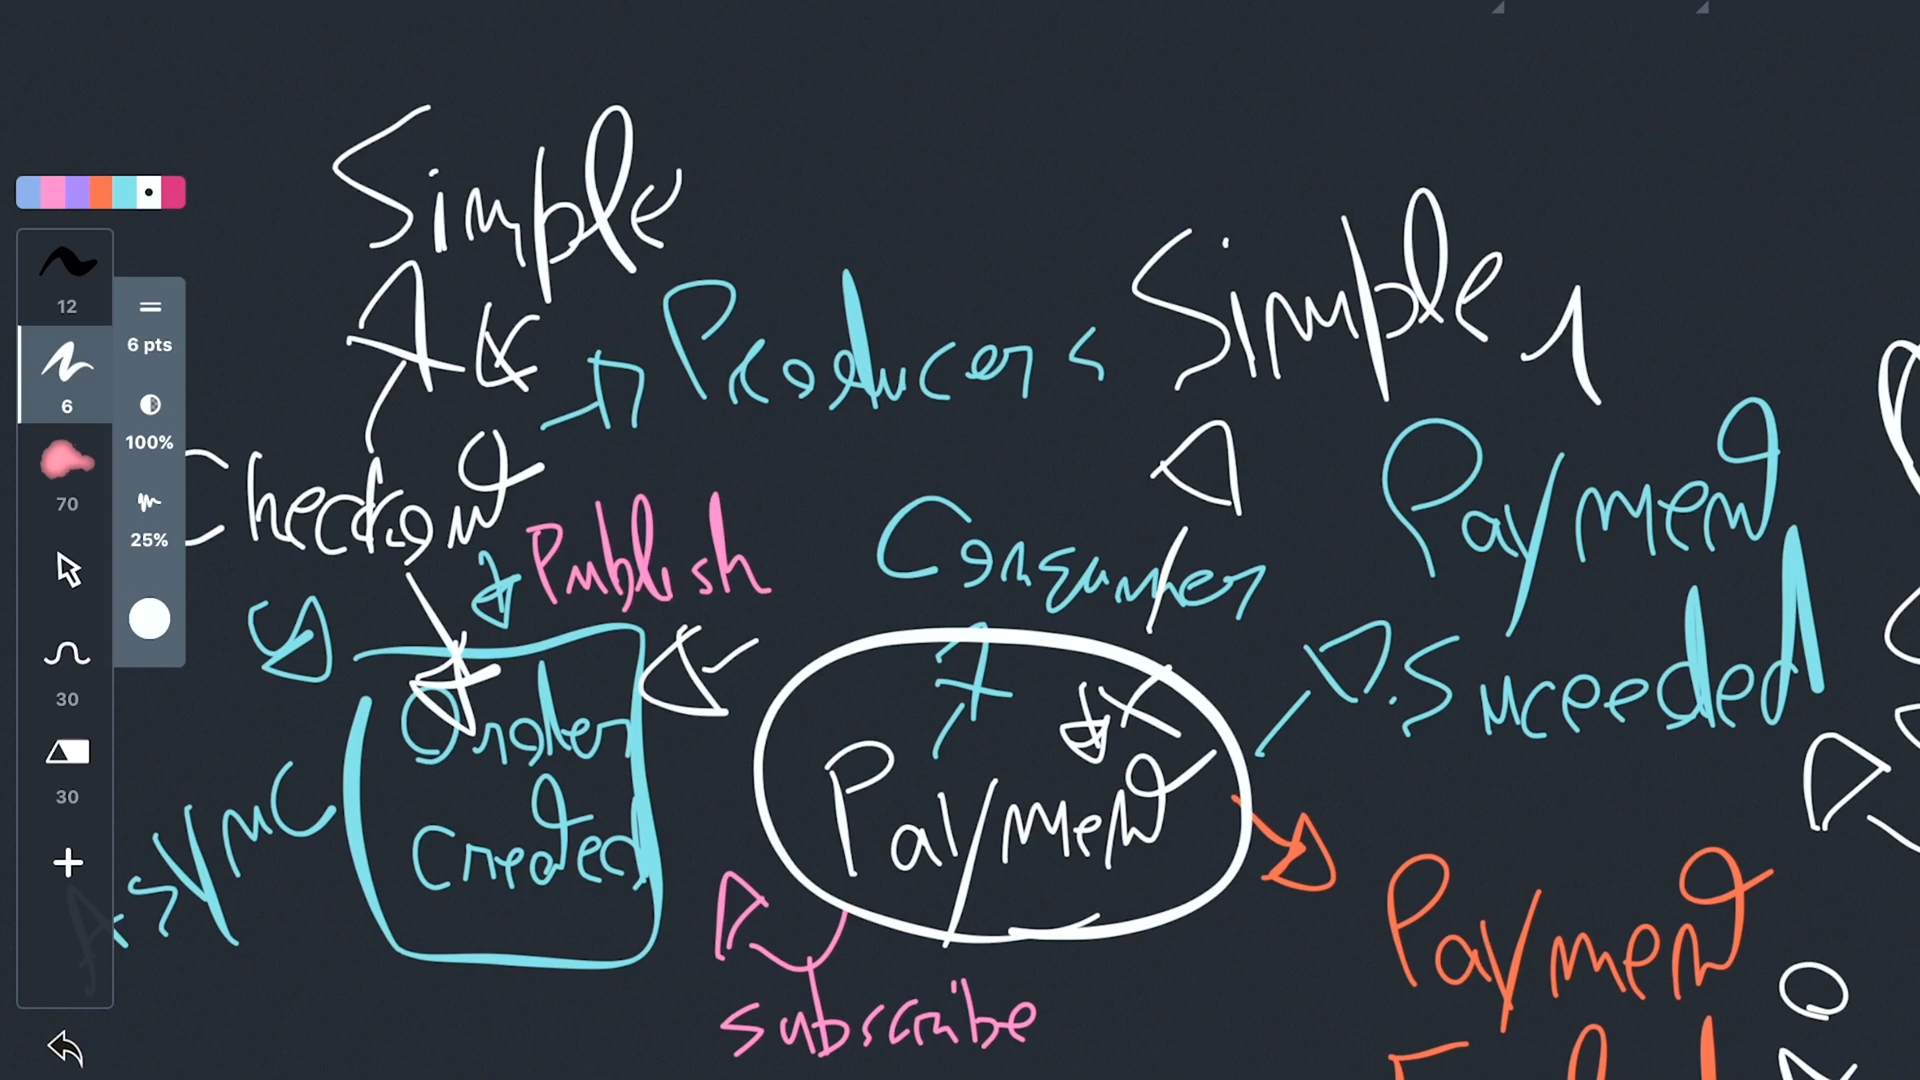 Simple
Producers
Simple
Checkout
Publish
Consumer
Payment
Succeeded
Order
Created
Async
Payment
Subscribe
Payment
12
6
70
30
30
6 pts
100%
25%